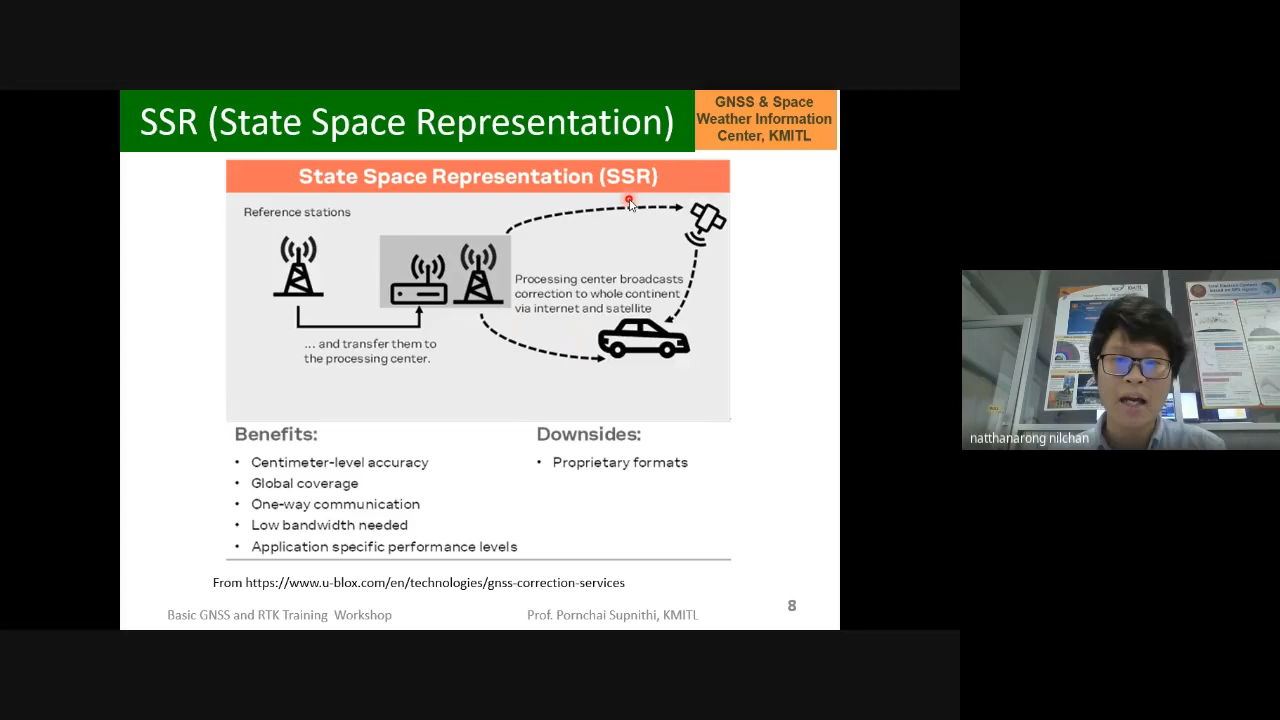 SSR (State Space Representation)
GNSS & Space
Weather Information
Center, KMITL
State Space Representation (SSR)
Reference stations
Processing center broadcasts
correction to whole continent
via internet and satellite
... and transfer them to
the processing center.
Benefits:
• Centimeter-level accuracy
• Global coverage
• One-way communication
• Low bandwidth needed
• Application specific performance levels
Downsides:
• Proprietary formats
From https://www.u-blox.com/en/technologies/gnss-correction-services
Basic GNSS and RTK Training Workshop
Prof. Pornchai Supnithi, KMITL
8
natthanarong nilchan